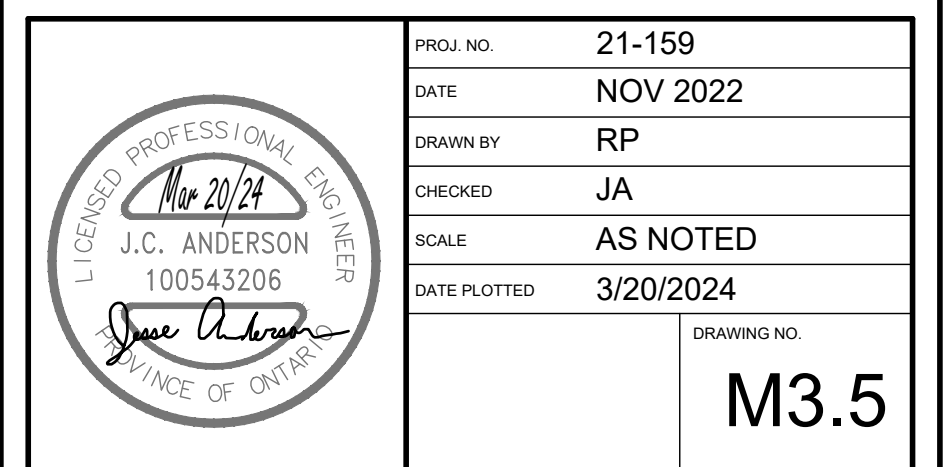 LICENSED PROFESSIONAL ENGINEER
Mar 20/24
J.C. ANDERSON
100543206
Jesse Anderson
PROVINCE OF ONTARIO
PROJ. NO. 21-159
DATE NOV 2022
DRAWN BY RP
CHECKED JA
SCALE AS NOTED
DATE PLOTTED 3/20/2024
DRAWING NO.
M3.5